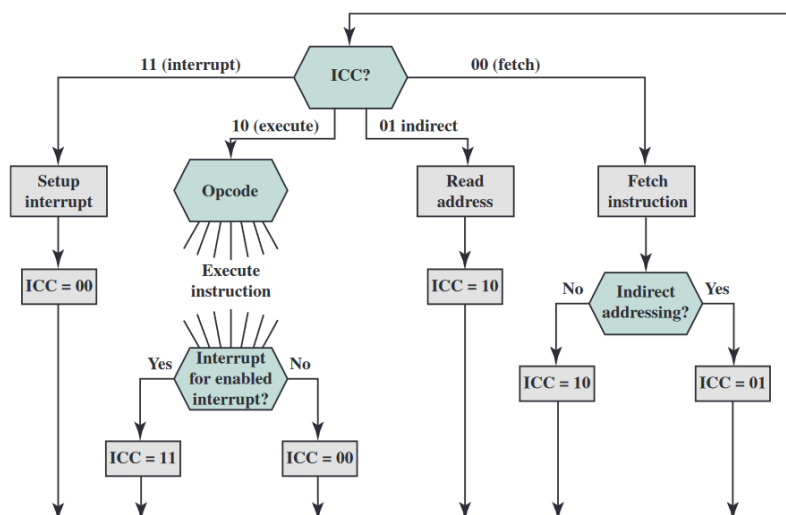 ICC?
11 (interrupt)
00 (fetch)
10 (execute)
01 indirect
Setup
interrupt
Opcode
Read
address
Fetch
instruction
ICC = 00
Execute
instruction
ICC = 10
No
Indirect
addressing?
Yes
Yes
Interrupt
for enabled
interrupt?
No
ICC = 10
ICC = 01
ICC = 11
ICC = 00